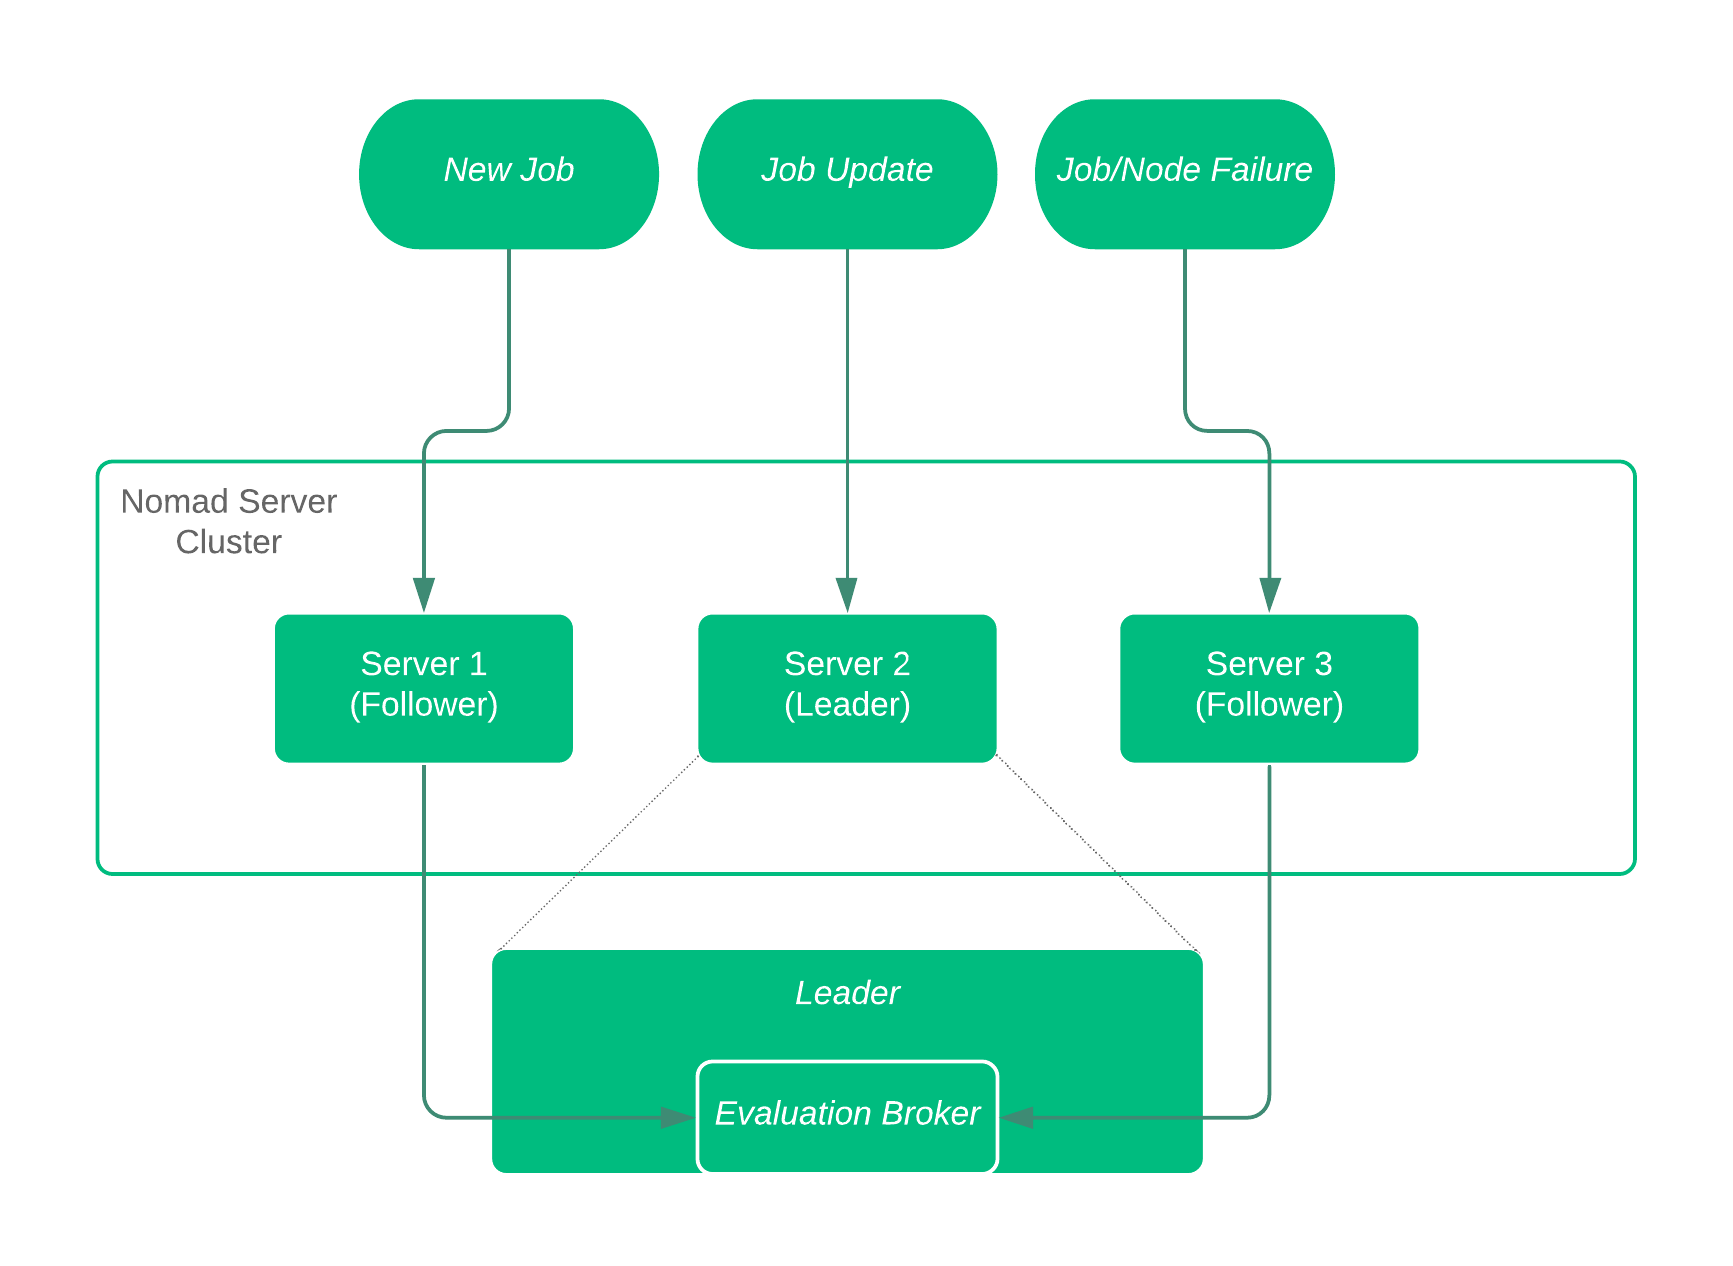 New Job
Job Update
Job/Node Failure
Nomad Server
Cluster
Server 1
(Follower)
Server 2
(Leader)
Server 3
(Follower)
Leader
Evaluation Broker